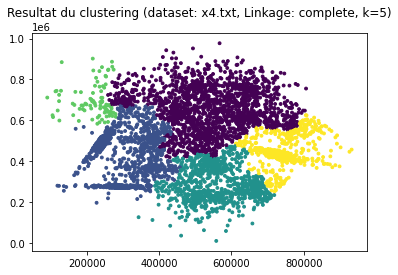 Resultat du clustering (dataset: x4.txt, Linkage: complete, k=5)
1e6
1.0
0.8
0.6
0.4
0.2
0.0
200000 400000 600000 800000